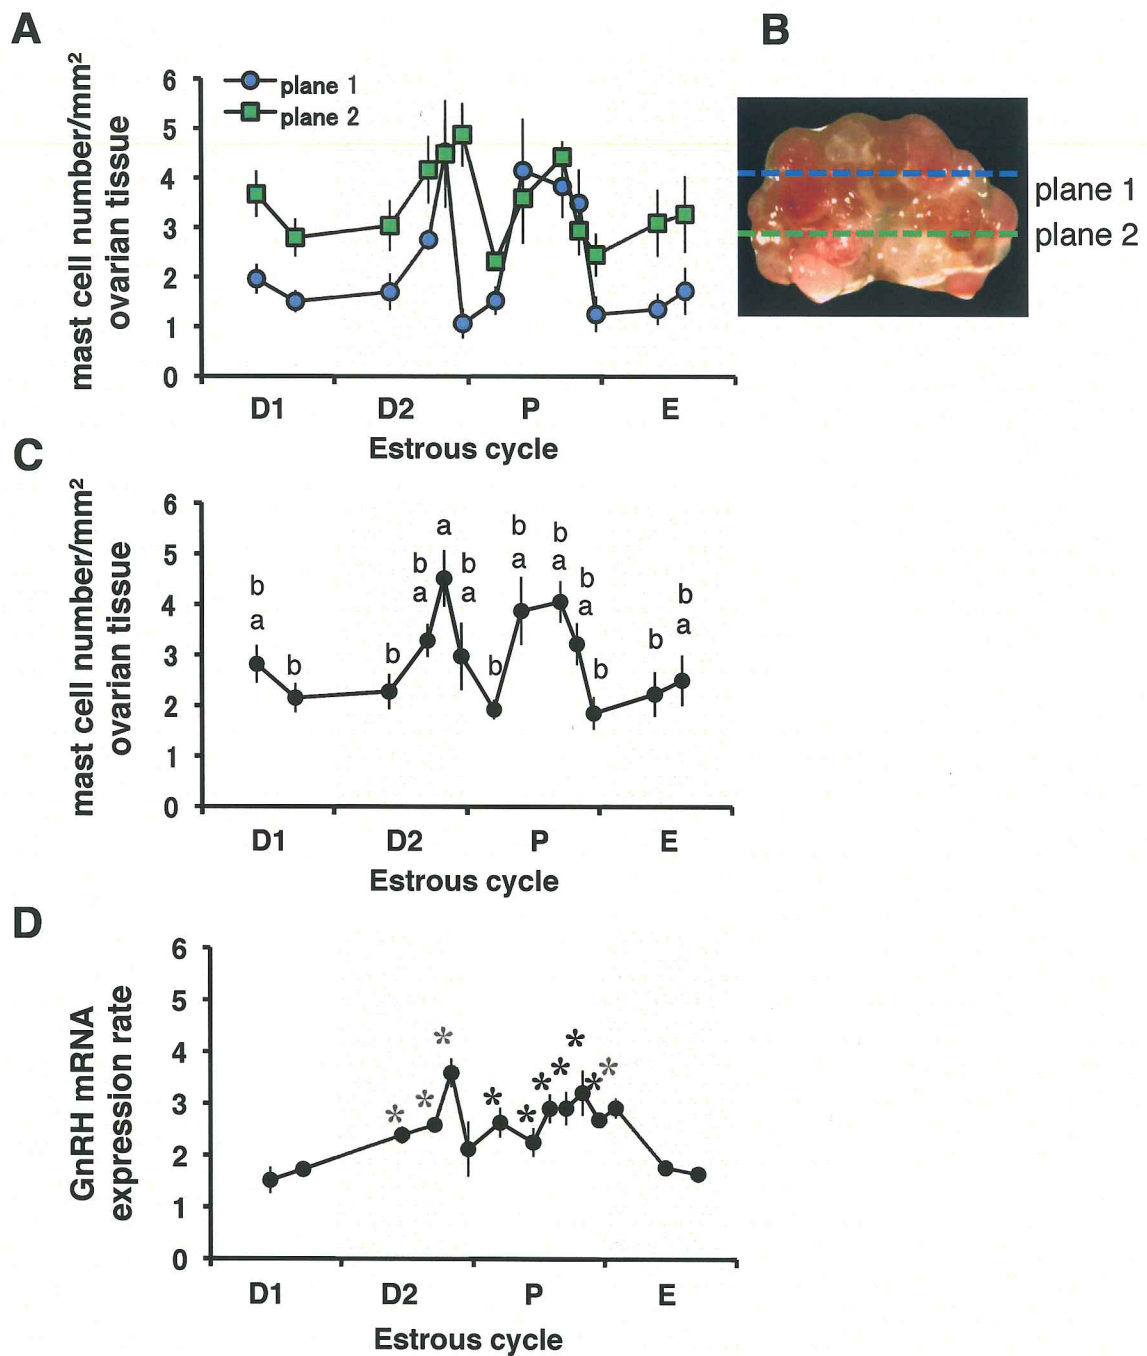 A
B
mast cell number/mm²
ovarian tissue
6
5
4
3
2
1
0
plane 1
plane 2
D1 D2 P E
Estrous cycle
plane 1
plane 2
C
mast cell number/mm²
ovarian tissue
6
5
4
3
2
1
0
b
a
b
b
b
a
a
b
a
b
b
a
b
a
b
a
b
b
b
a
D1 D2 P E
Estrous cycle
D
GnRH mRNA
expression rate
6
5
4
3
2
1
0
* * * * * * * * * *
D1 D2 P E
Estrous cycle